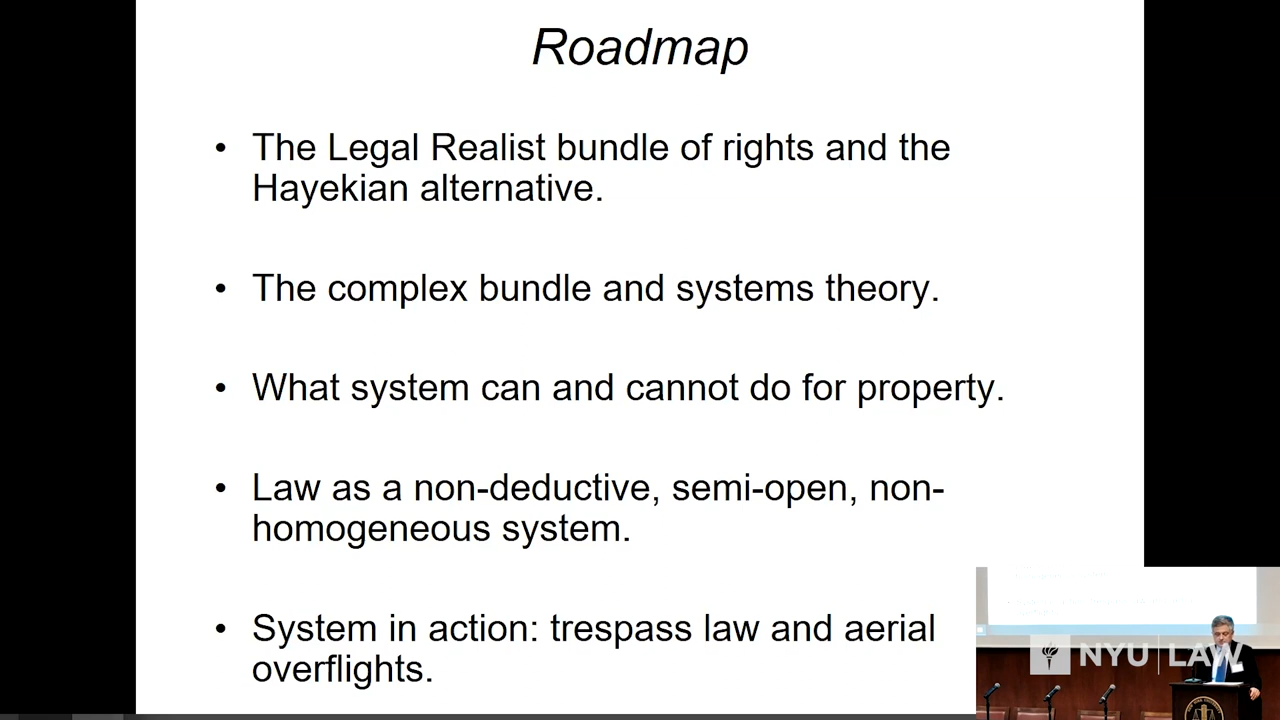 Roadmap
• The Legal Realist bundle of rights and the
Hayekian alternative.
• The complex bundle and systems theory.
• What system can and cannot do for property.
• Law as a non-deductive, semi-open, non-
homogeneous system.
• System in action: trespass law and aerial
overflights.
NYU | LAW